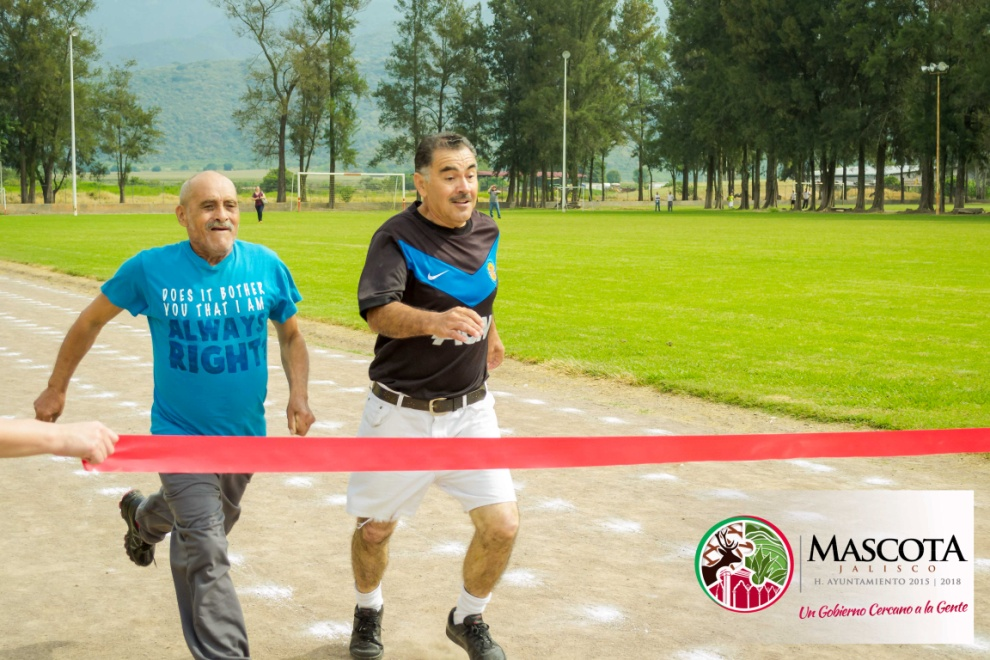 DOES IT BOTHER
YOU THAT I AM
ALWAYS
RIGHT
MASCOTA
JALISCO
H. AYUNTAMIENTO 2015 | 2018
Un Gobierno Cercano a la Gente